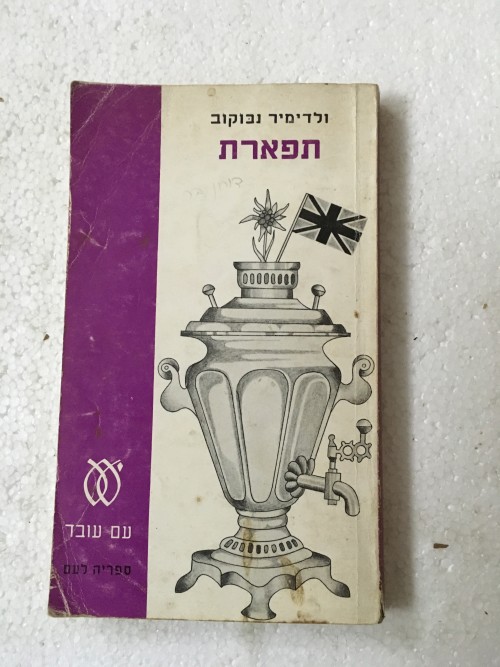 ולדימיר נבוקוב
תפארת
עם עובד
ספריה לעם